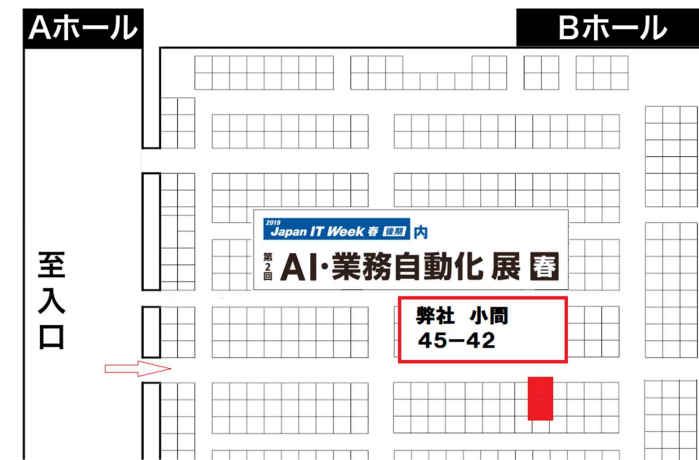 Aホール
Bホール
2019
Japan IT Week 春 後期 内
第2回 AI・業務自動化 展 春
至入口
弊社 小間
45−42